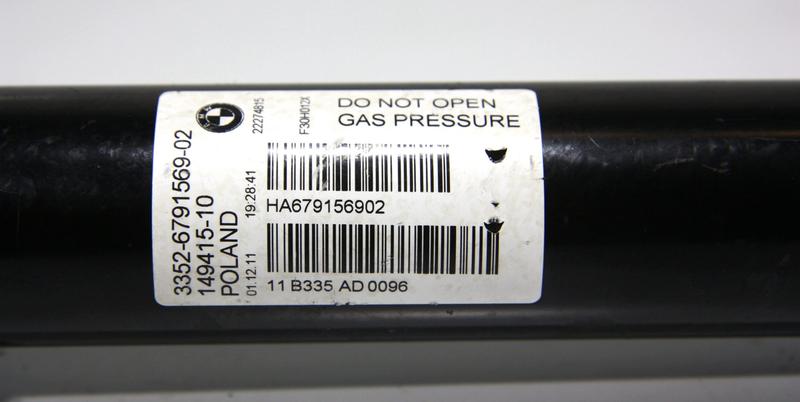 3352-6791569-02
149415-10
POLAND
22274815
19:28:41
01.12.11
F30H012X
DO NOT OPEN
GAS PRESSURE
HA679156902
11 B335 AD 0096